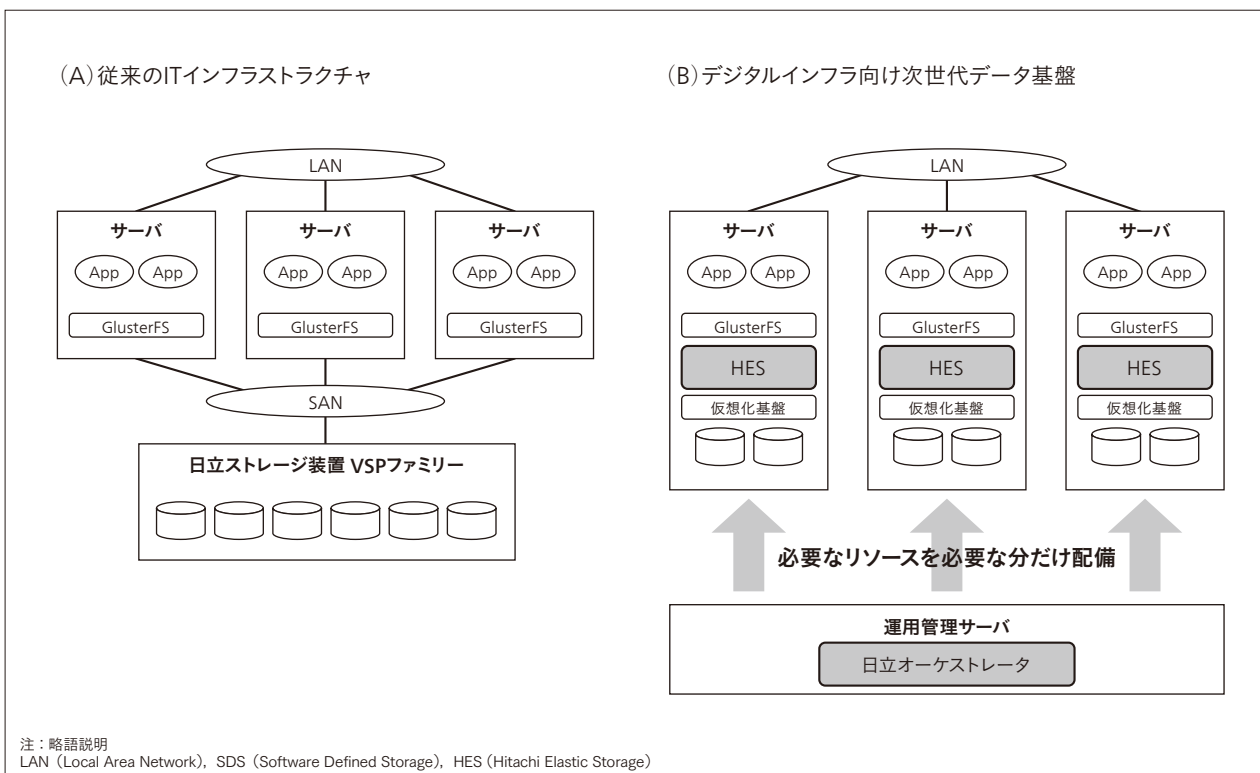 (A)従来のITインフラストラクチャ
LAN
サーバ サーバ サーバ
App App App App App App
GlusterFS GlusterFS GlusterFS
SAN
日立ストレージ装置 VSPファミリー
(B)デジタルインフラ向け次世代データ基盤
LAN
サーバ サーバ サーバ
App App App App App App
GlusterFS GlusterFS GlusterFS
HES HES HES
仮想化基盤 仮想化基盤 仮想化基盤
必要なリソースを必要な分だけ配備
運用管理サーバ
日立オーケストレータ
注：略語説明
LAN（Local Area Network），SDS（Software Defined Storage），HES（Hitachi Elastic Storage）